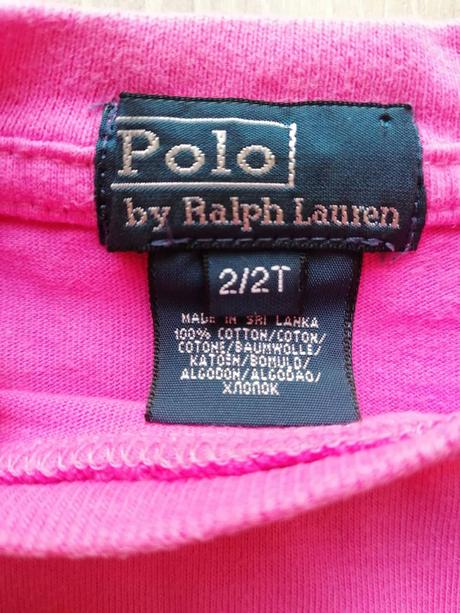 Polo
by Ralph Lauren
2/2T
MADE IN SRI LANKA
100% COTTON/COTON/
COTONE/BAUMWOLLE/
KATOEN/BOMULD/
ALGODON/ALGODAO/
ХЛОПОК